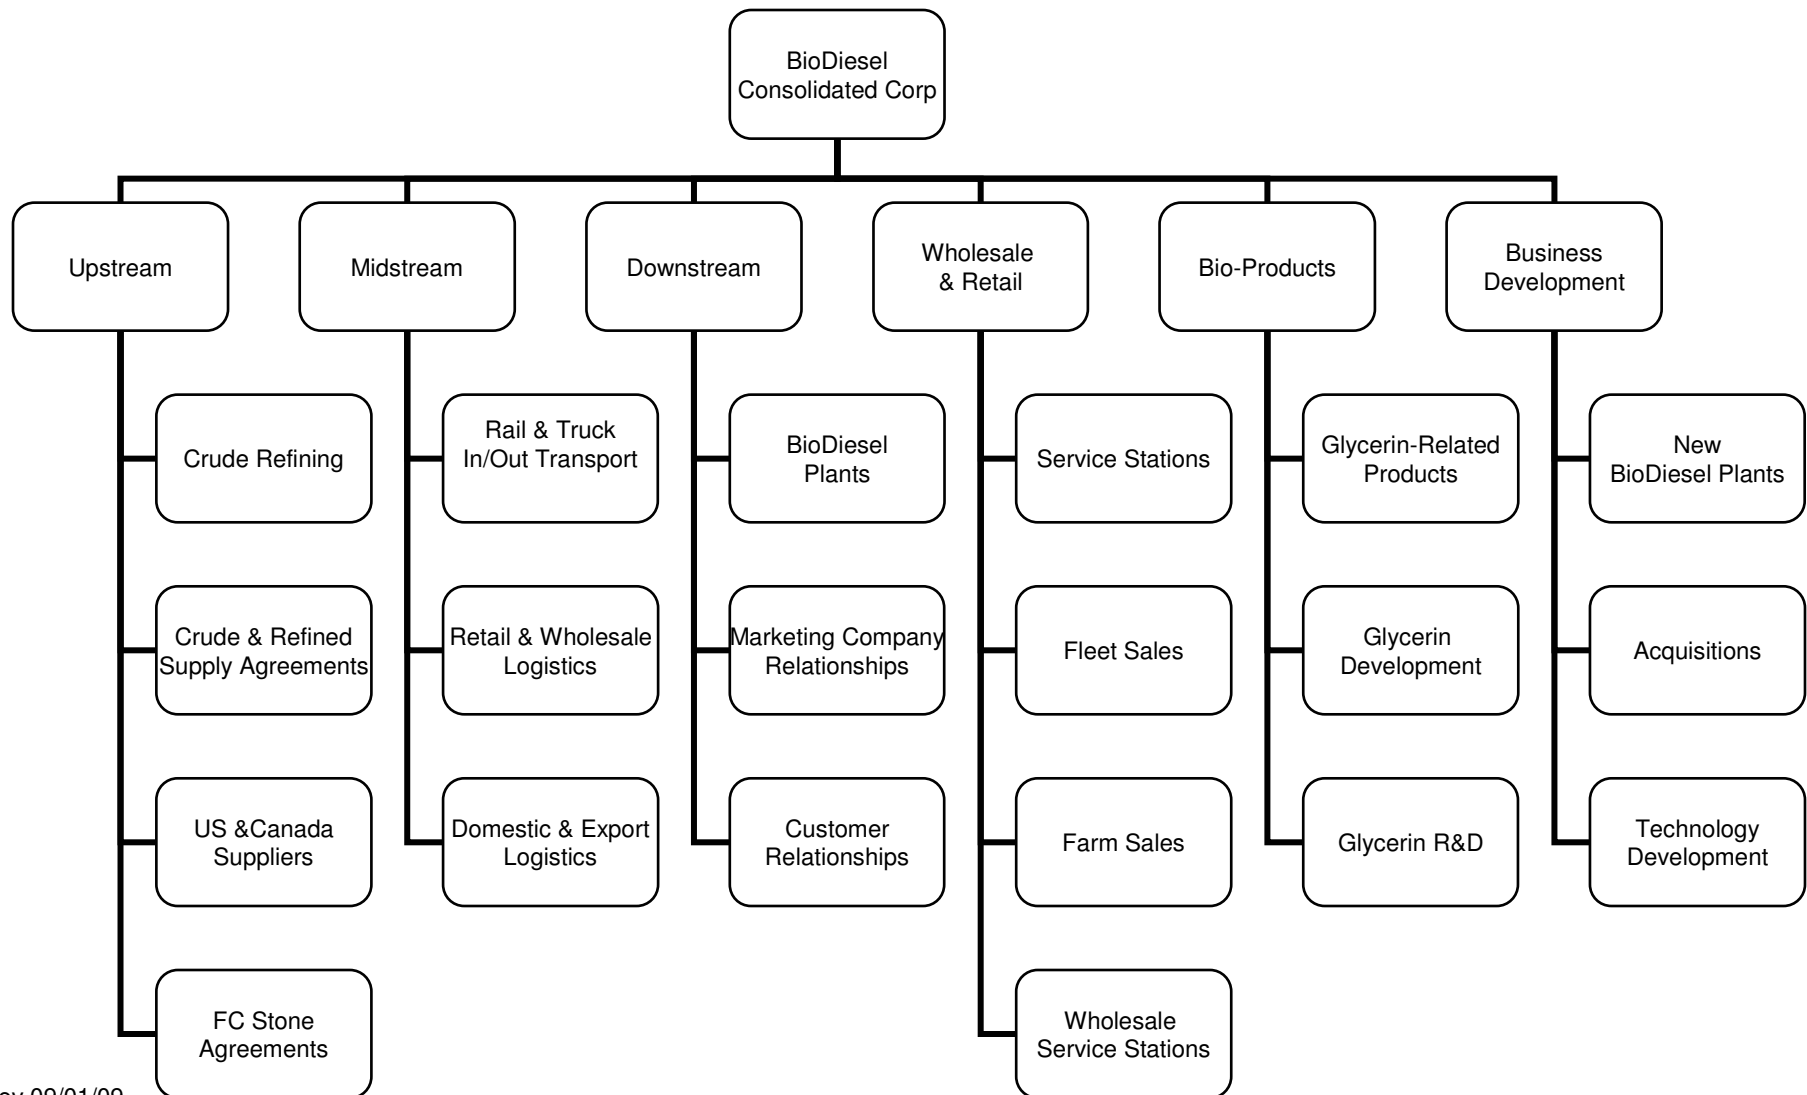 BioDiesel
Consolidated Corp
Upstream
Midstream
Downstream
Wholesale
& Retail
Bio-Products
Business
Development
Crude Refining
Rail & Truck
In/Out Transport
BioDiesel
Plants
Service Stations
Glycerin-Related
Products
New
BioDiesel Plants
Crude & Refined
Supply Agreements
Retail & Wholesale
Logistics
Marketing Company
Relationships
Fleet Sales
Glycerin
Development
Acquisitions
US &Canada
Suppliers
Domestic & Export
Logistics
Customer
Relationships
Farm Sales
Glycerin R&D
Technology
Development
FC Stone
Agreements
Wholesale
Service Stations